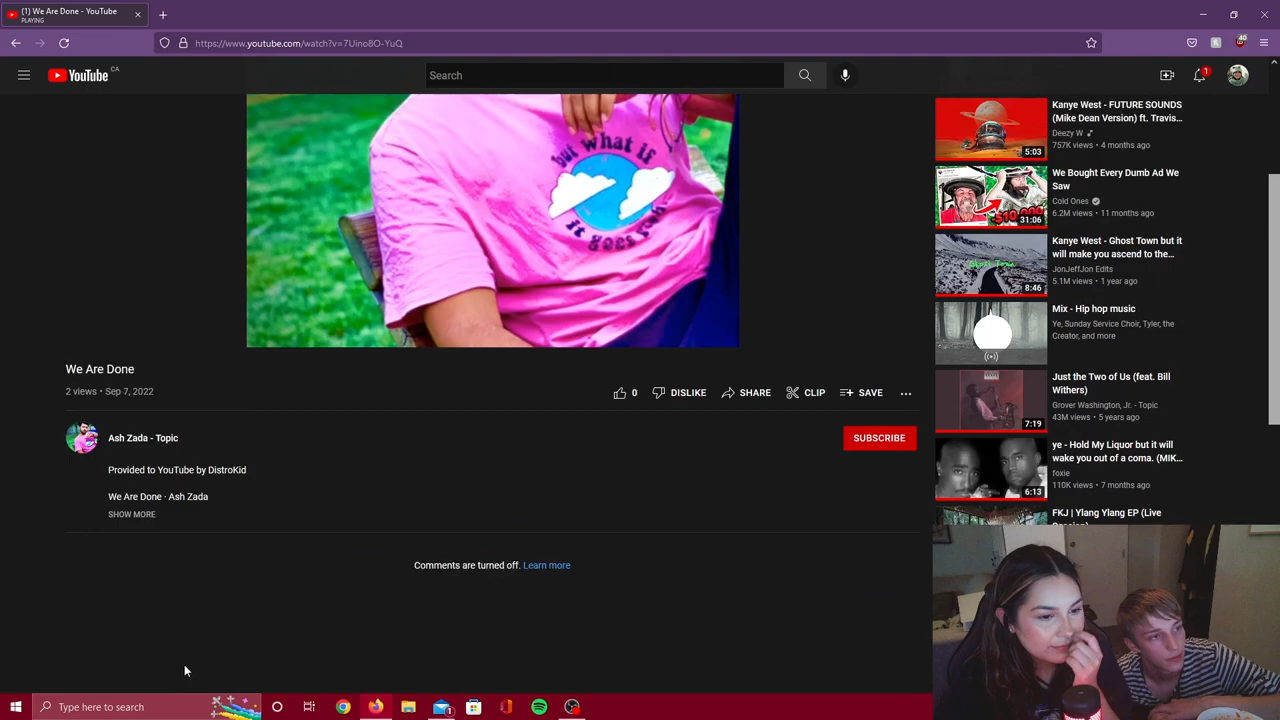 (1) We Are Done - YouTube
PLAYING
https://www.youtube.com/watch?v=7Uino8O-YuQ
40
YouTube CA
Search
1
but what if
it goes
We Are Done
2 views • Sep 7, 2022
0
DISLIKE
SHARE
CLIP
SAVE
Ash Zada - Topic
SUBSCRIBE
Provided to YouTube by DistroKid
We Are Done · Ash Zada
SHOW MORE
Comments are turned off. Learn more
Kanye West - FUTURE SOUNDS
(Mike Dean Version) ft. Travis...
Deezy W
757K views • 4 months ago
5:03
We Bought Every Dumb Ad We
Saw
Cold Ones
6.2M views • 11 months ago
31:06
Kanye West - Ghost Town but it
will make you ascend to the...
JonJeffJon Edits
5.1M views • 1 year ago
8:46
Mix - Hip hop music
Ye, Sunday Service Choir, Tyler, the
Creator, and more
Just the Two of Us (feat. Bill
Withers)
Grover Washington, Jr. - Topic
43M views • 5 years ago
7:19
ye - Hold My Liquor but it will
wake you out of a coma. (MIK...
foxie
110K views • 7 months ago
6:13
FKJ | Ylang Ylang EP (Live
Type here to search
1